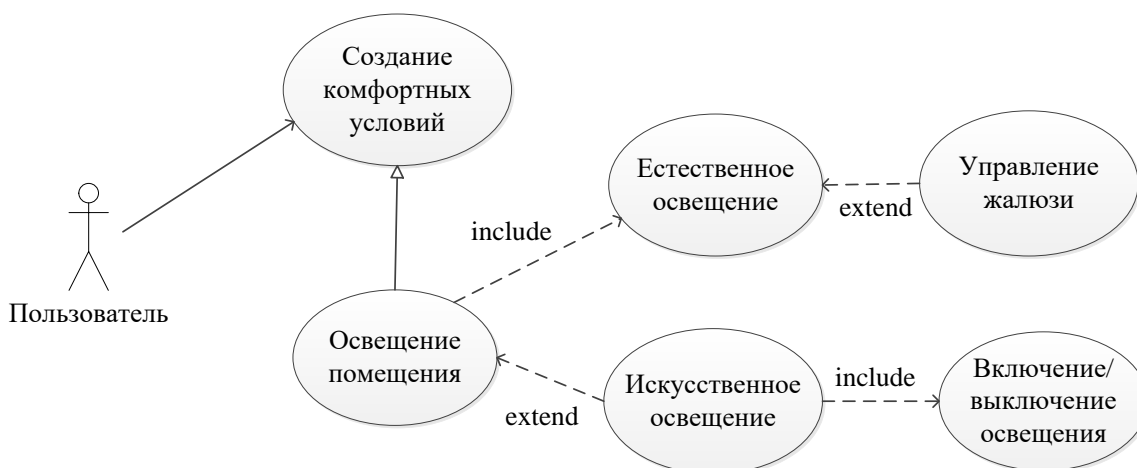 Создание
комфортных
условий
Естественное
освещение
Управление
жалюзи
extend
include
Пользователь
Освещение
помещения
extend
Искусственное
освещение
include
Включение/
выключение
освещения